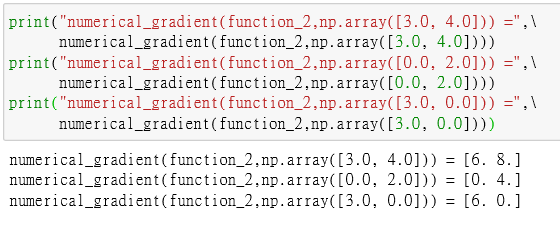 print("numerical_gradient(function_2,np.array([3.0, 4.0])) =",\
numerical_gradient(function_2,np.array([3.0, 4.0])))
print("numerical_gradient(function_2,np.array([0.0, 2.0])) =",\
numerical_gradient(function_2,np.array([0.0, 2.0])))
print("numerical_gradient(function_2,np.array([3.0, 0.0])) =",\
numerical_gradient(function_2,np.array([3.0, 0.0])))
numerical_gradient(function_2,np.array([3.0, 4.0])) = [6. 8.]
numerical_gradient(function_2,np.array([0.0, 2.0])) = [0. 4.]
numerical_gradient(function_2,np.array([3.0, 0.0])) = [6. 0.]